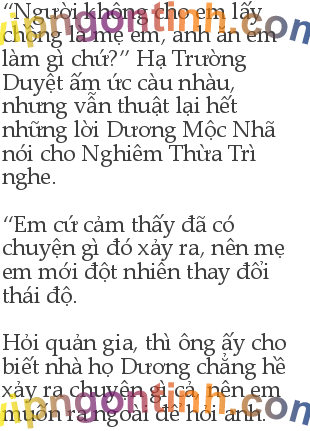 “Người không cho em lấy
chồng là mẹ em, anh ăn em
làm gì chứ?” Hạ Trường
Duyệt ấm ức càu nhàu,
nhưng vẫn thuật lại hết
những lời Dương Mộc Nhã
nói cho Nghiêm Thừa Trì
nghe.
“Em cứ cảm thấy đã có
chuyện gì đó xảy ra, nên mẹ
em mới đột nhiên thay đổi
thái độ.
Hỏi quản gia, thì ông ấy cho
biết nhà họ Dương chẳng hề
xảy ra chuyện gì cả, nên em
muốn ra ngoài để hỏi anh.
vipngontinh.com
vipngontinh.com